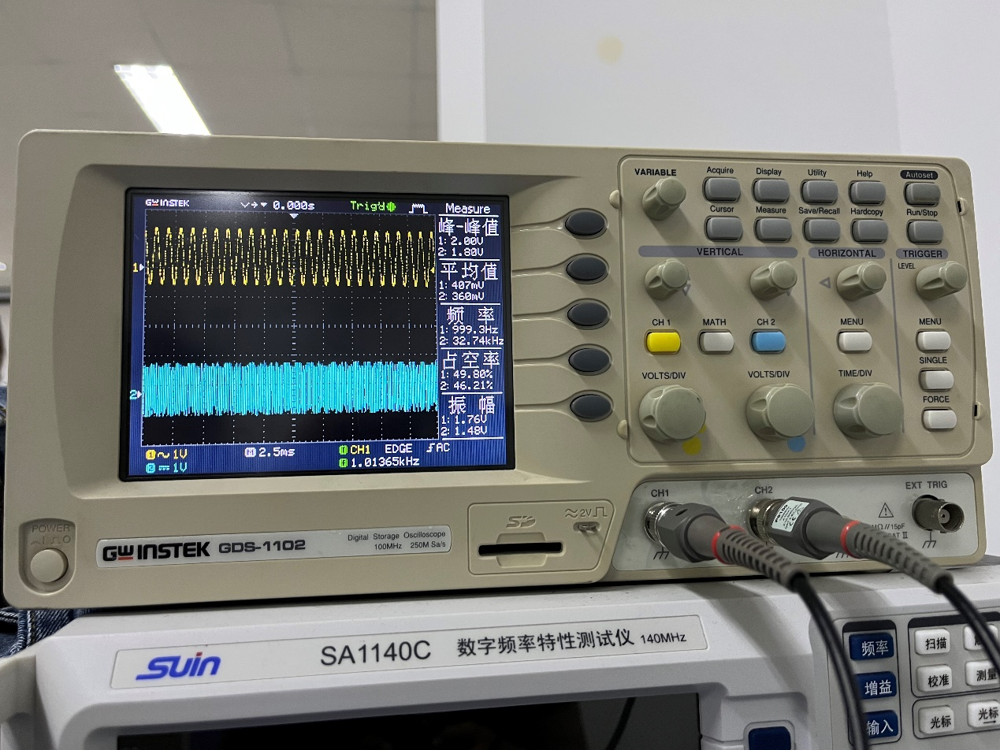 GWINSTEK
0.000s
Trig'd
Measure
峰-峰值
1: 2.00V
2: 1.80V
平均值
1: 407mV
2: 360mV
频 率
1: 999.3Hz
2: 32.74kHz
占空率
1: 49.80%
2: 46.21%
振 幅
1: 1.76V
2: 1.48V
1
2
1 1V
2 1V
M 2.5ms
CH1 EDGE AC
1.01365kHz
VARIABLE
Acquire Display Utility Help Autoset
Cursor Measure Save/Recall Hardcopy Run/Stop
VERTICAL HORIZONTAL TRIGGER
LEVEL
CH 1 MATH CH 2 MENU MENU
SINGLE
VOLTS/DIV VOLTS/DIV TIME/DIV
FORCE
CH1 CH2 EXT TRIG
MΩ//15pF
CAT II
P6100
CE
POWER
GWINSTEK GDS-1102
Digital Storage Oscilloscope
100MHz 250M Sa/s
SD
≂2V
Suin SA1140C 数字频率特性测试仪 140MHz
频率 扫描
增益 校准 测量
输入 光标 光标